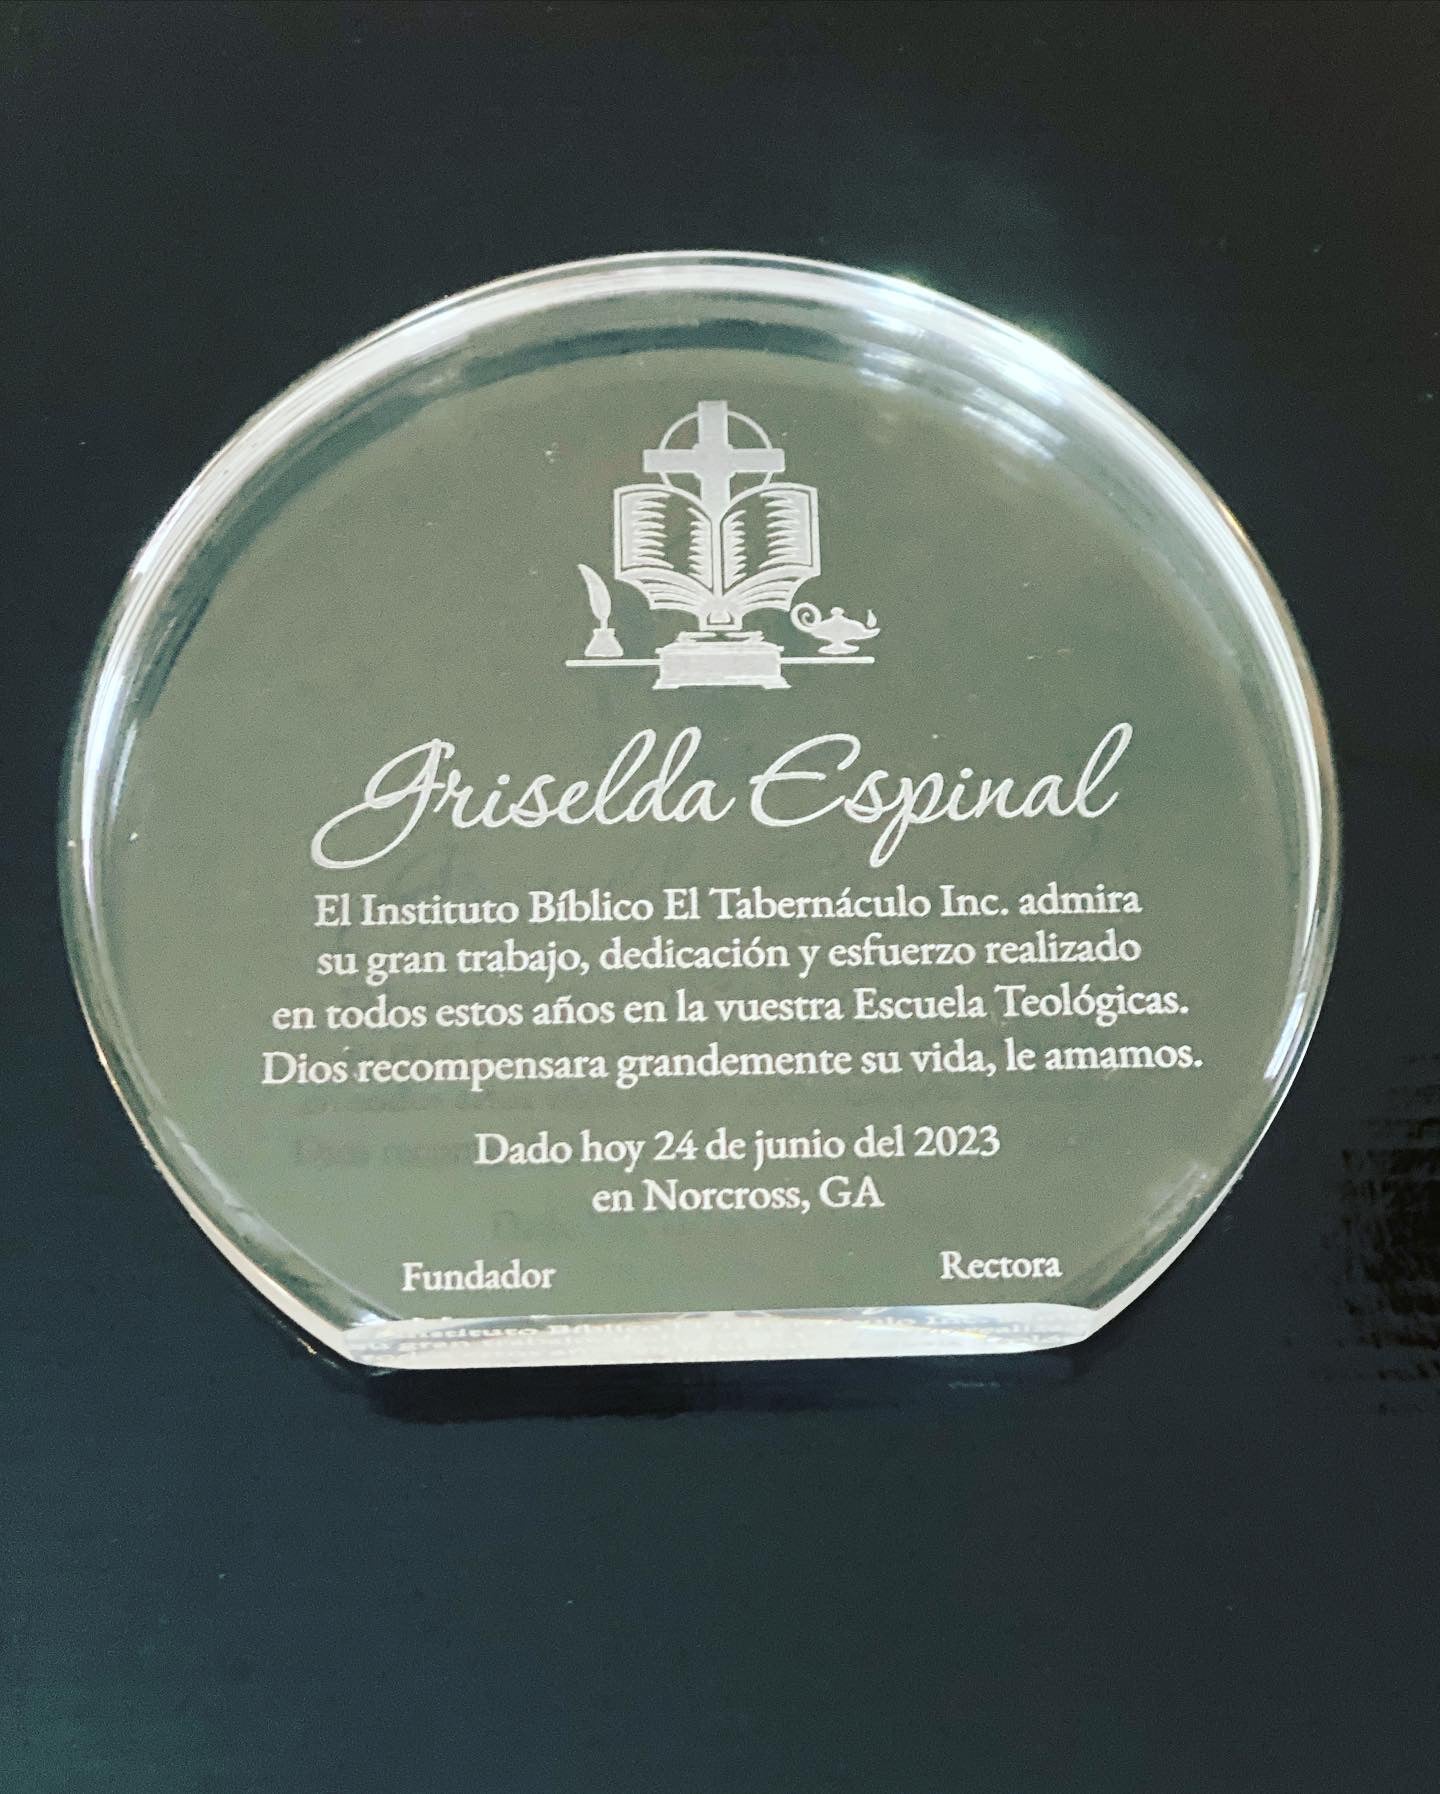 Griselda Espinal
El Instituto Bíblico El Tabernáculo Inc. admira
su gran trabajo, dedicación y esfuerzo realizado
en todos estos años en la vuestra Escuela Teológicas.
Dios recompensara grandemente su vida, le amamos.
Dado hoy 24 de junio del 2023
en Norcross, GA
Fundador
Rectora